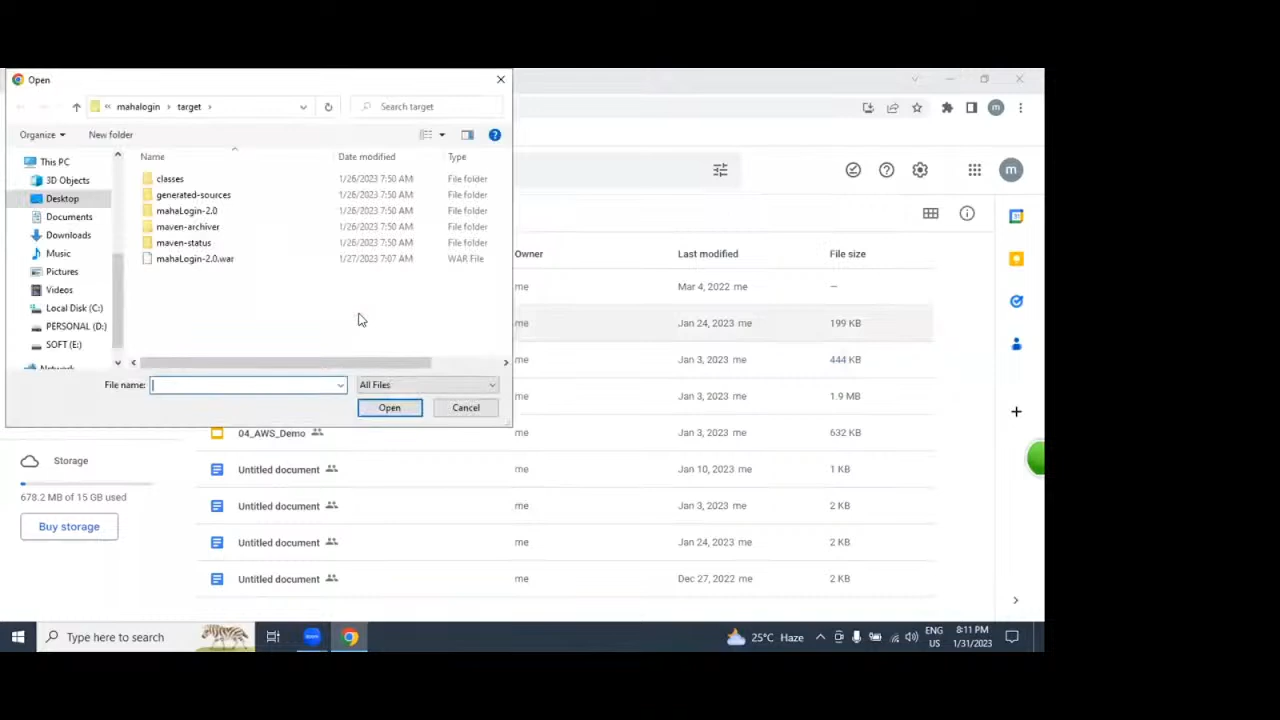 Open
mahalogin › target ›
Search target
Organize
New folder
This PC
3D Objects
Desktop
Documents
Downloads
Music
Pictures
Videos
Local Disk (C:)
PERSONAL (D:)
SOFT (E:)
Network
Name Date modified Type
classes 1/26/2023 7:50 AM File folder
generated-sources 1/26/2023 7:50 AM File folder
mahaLogin-2.0 1/26/2023 7:50 AM File folder
maven-archiver 1/26/2023 7:50 AM File folder
maven-status 1/26/2023 7:50 AM File folder
mahaLogin-2.0.war 1/27/2023 7:07 AM WAR File
File name:
All Files
Open
Cancel
m
m
Owner Last modified File size
me Mar 4, 2022 me –
me Jan 24, 2023 me 199 KB
me Jan 3, 2023 me 444 KB
me Jan 3, 2023 me 1.9 MB
04_AWS_Demo me Jan 3, 2023 me 632 KB
Untitled document me Jan 10, 2023 me 1 KB
Untitled document me Jan 3, 2023 me 2 KB
Untitled document me Jan 24, 2023 me 2 KB
Untitled document me Dec 27, 2022 me 2 KB
Storage
678.2 MB of 15 GB used
Buy storage
Type here to search
zoom
25°C Haze
ENG
US
8:11 PM
1/31/2023